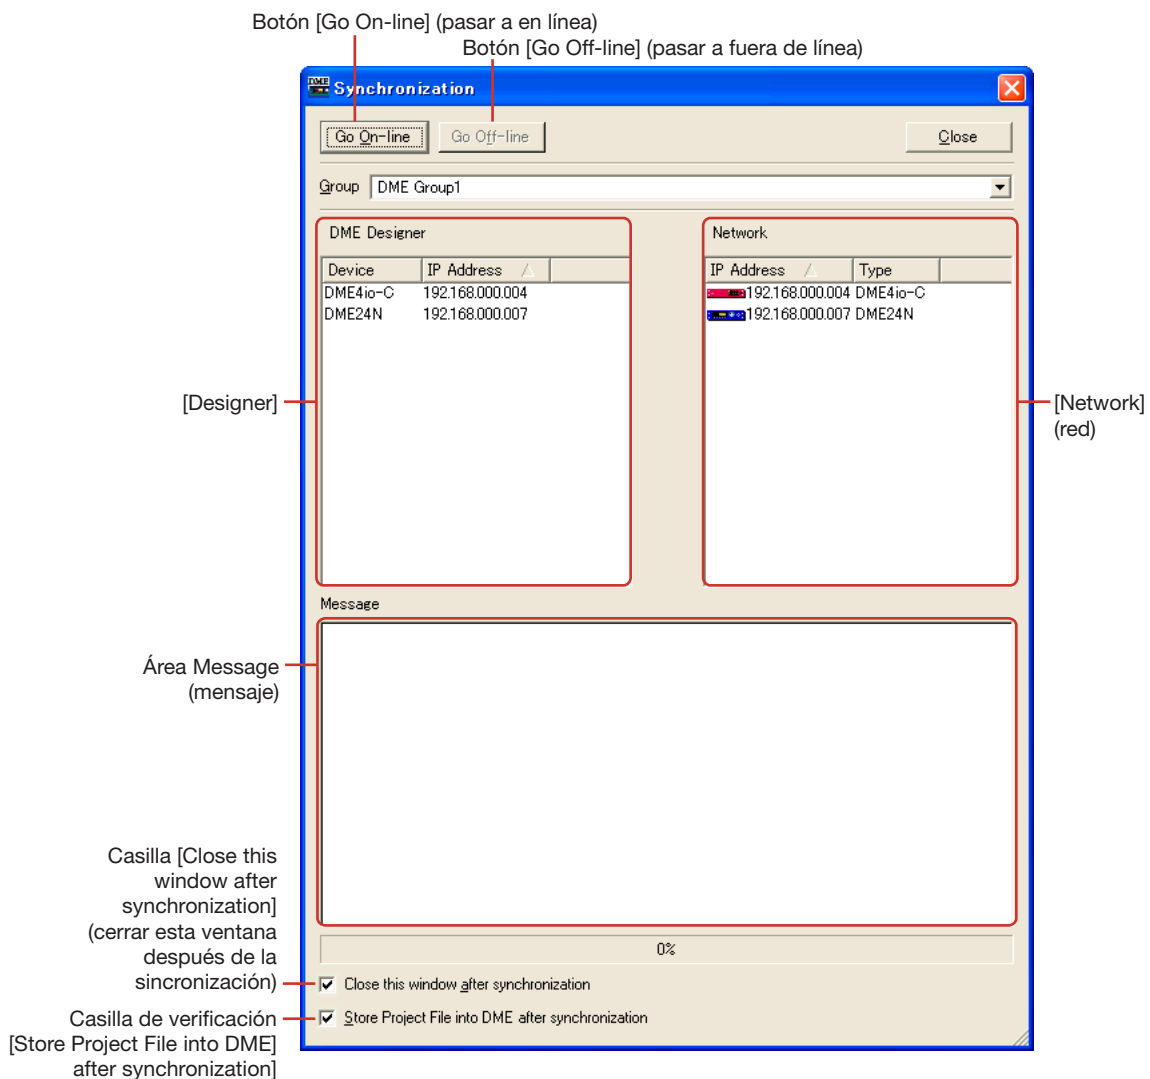 Botón [Go On-line] (pasar a en línea)
Botón [Go Off-line] (pasar a fuera de línea)
DME
Synchronization
Go On-line
Go Off-line
Close
Group
DME Group1
DME Designer
Network
Device
IP Address
IP Address
Type
DME4io-C
192.168.000.004
192.168.000.004
DME4io-C
DME24N
192.168.000.007
192.168.000.007
DME24N
[Designer]
[Network]
(red)
Message
Área Message
(mensaje)
Casilla [Close this
window after
synchronization]
(cerrar esta ventana
después de la
sincronización)
0%
Close this window after synchronization
Casilla de verificación
[Store Project File into DME]
after synchronization]
Store Project File into DME after synchronization